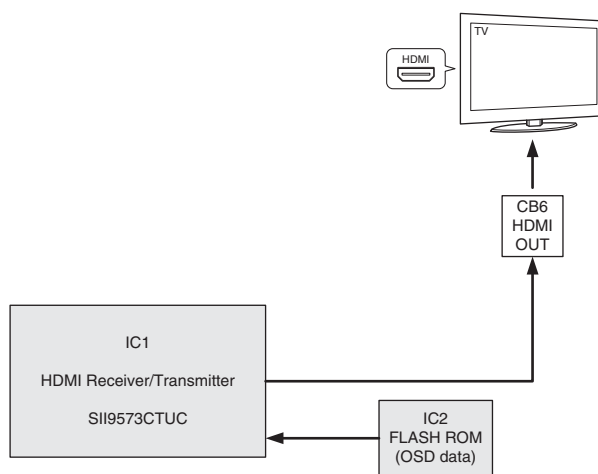 TV
HDMI
CB6
HDMI
OUT
IC1
HDMI Receiver/Transmitter
SII9573CTUC
IC2
FLASH ROM
(OSD data)